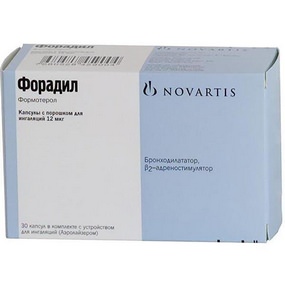 Форадил
Формотерол
Капсулы с порошком для
ингаляций 12 мкг
NOVARTIS
Бронходилататор,
β2-адреностимулятор
30 капсул в комплекте с устройством
для ингаляций (Аэролайзером)